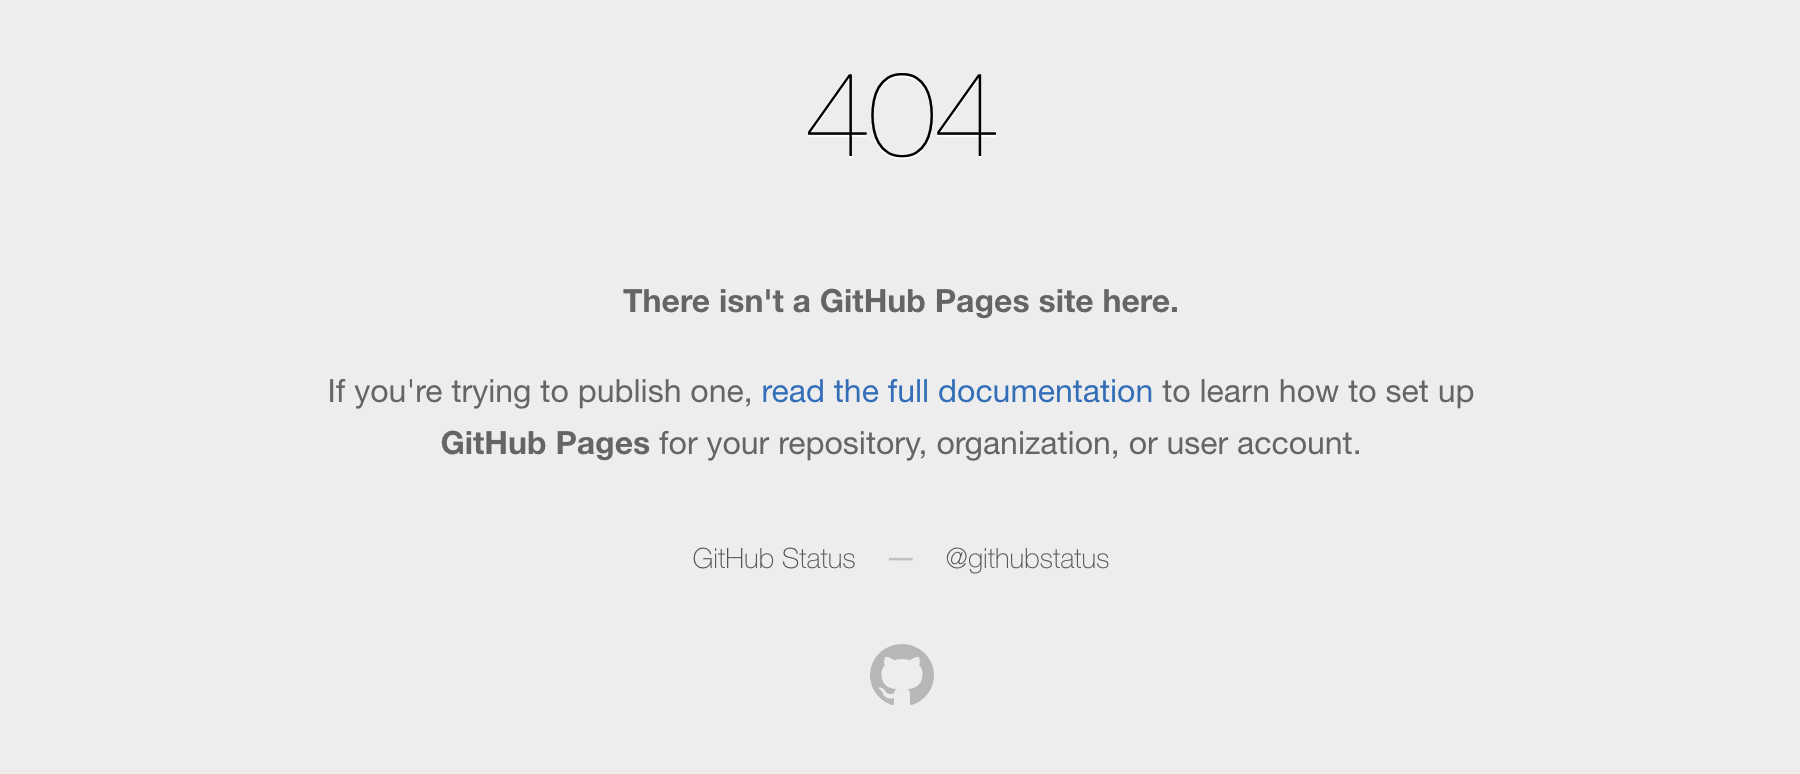 404
There isn't a GitHub Pages site here.
If you're trying to publish one, read the full documentation to learn how to set up
GitHub Pages for your repository, organization, or user account.
GitHub Status — @githubstatus